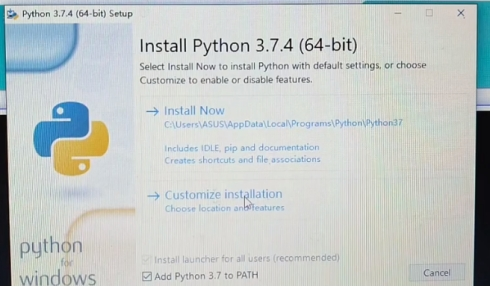 Python 3.7.4 (64-bit) Setup
Install Python 3.7.4 (64-bit)
Select Install Now to install Python with default settings, or choose
Customize to enable or disable features.
Install Now
C:\Users\ASUS\AppData\Local\Programs\Python\Python37
Includes IDLE, pip and documentation
Creates shortcuts and file associations
Customize installation
Choose location and features
python
for
windows
Install launcher for all users (recommended)
Add Python 3.7 to PATH
Cancel